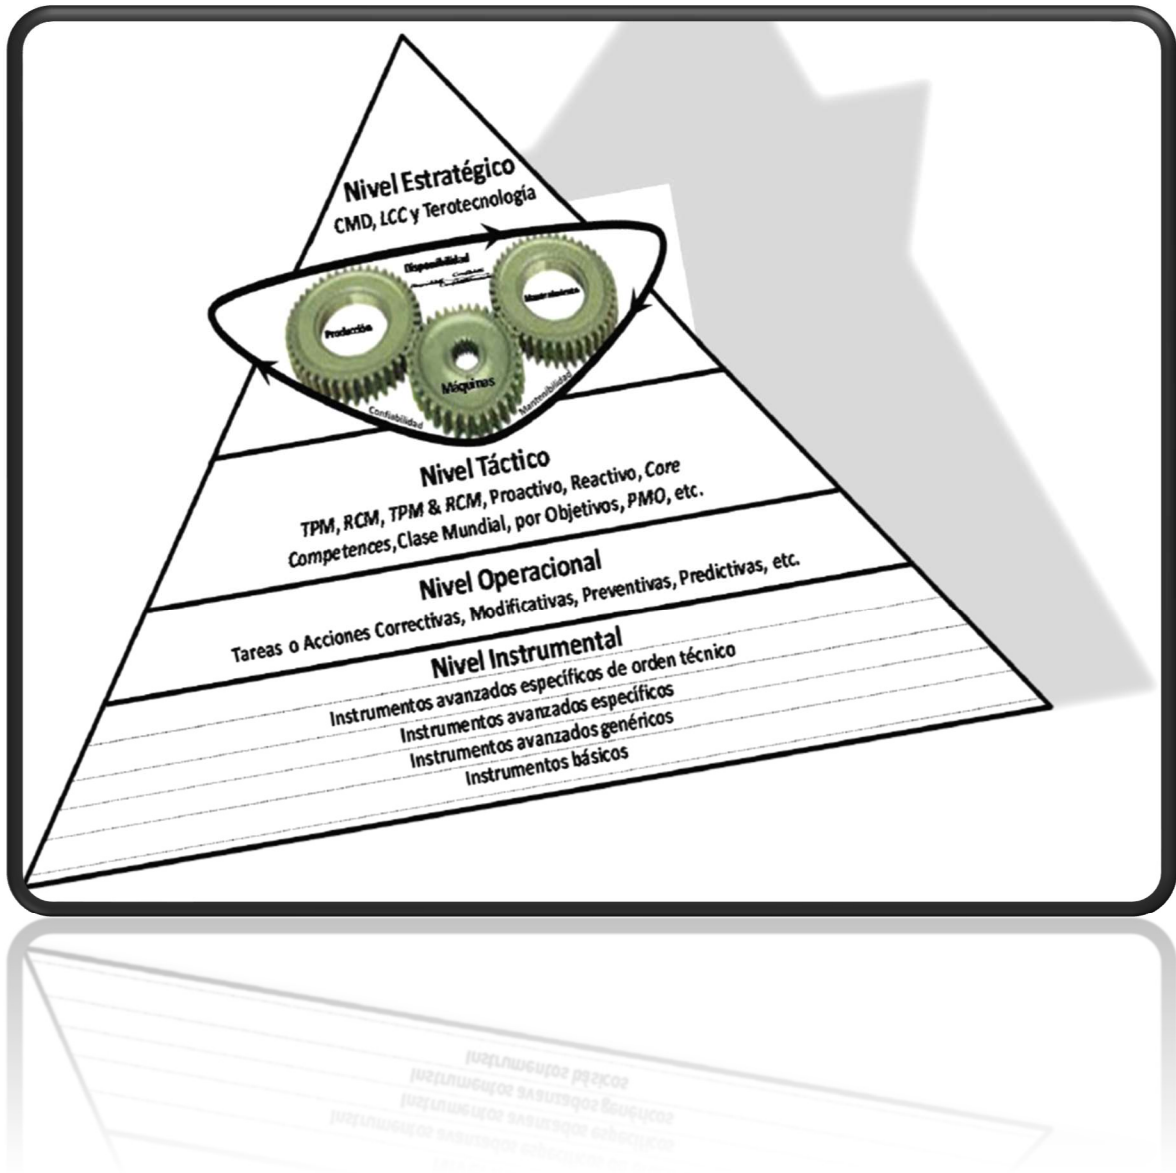 Nivel Estratégico
CMD, LCC y Terotecnología
Disponibilidad
Producción
Máquinas
Confiabilidad
Mantenibilidad
Nivel Táctico
TPM, RCM, TPM & RCM, Proactivo, Reactivo, Core
Competences, Clase Mundial, por Objetivos, PMO, etc.
Nivel Operacional
Tareas o Acciones Correctivas, Modificativas, Preventivas, Predictivas, etc.
Nivel Instrumental
Instrumentos avanzados específicos de orden técnico
Instrumentos avanzados específicos
Instrumentos avanzados genéricos
Instrumentos básicos